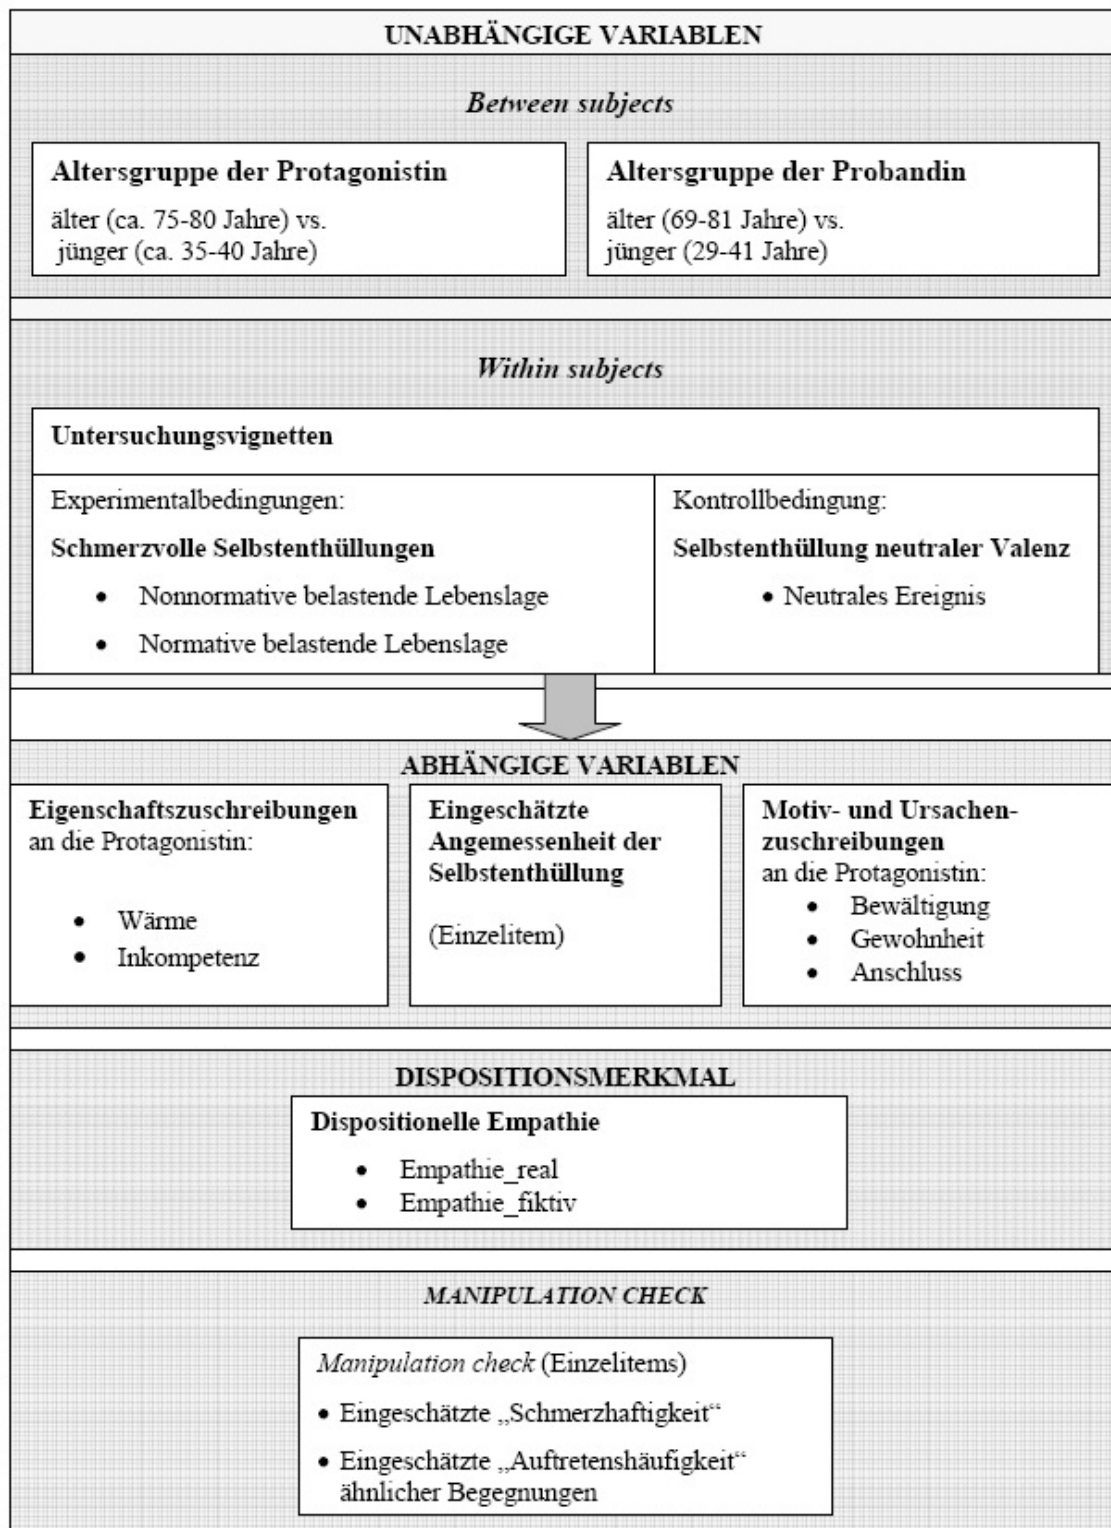 UNABHÄNGIGE VARIABLEN
Between subjects
Altersgruppe der Protagonistin
älter (ca. 75-80 Jahre) vs.
jünger (ca. 35-40 Jahre)
Altersgruppe der Probandin
älter (69-81 Jahre) vs.
jünger (29-41 Jahre)
Within subjects
Untersuchungsvignetten
Experimentalbedingungen:
Schmerzvolle Selbstenthüllungen
• Nonnormative belastende Lebenslage
• Normative belastende Lebenslage
Kontrollbedingung:
Selbstenthüllung neutraler Valenz
• Neutrales Ereignis
ABHÄNGIGE VARIABLEN
Eigenschaftszuschreibungen
an die Protagonistin:
• Wärme
• Inkompetenz
Eingeschätzte
Angemessenheit der
Selbstenthüllung
(Einzelitem)
Motiv- und Ursachen-
zuschreibungen
an die Protagonistin:
• Bewältigung
• Gewohnheit
• Anschluss
DISPOSITIONSMERKMAL
Dispositionelle Empathie
• Empathie_real
• Empathie_fiktiv
MANIPULATION CHECK
Manipulation check (Einzelitems)
• Eingeschätzte „Schmerzhaftigkeit“
• Eingeschätzte „Auftretenshäufigkeit“
ähnlicher Begegnungen